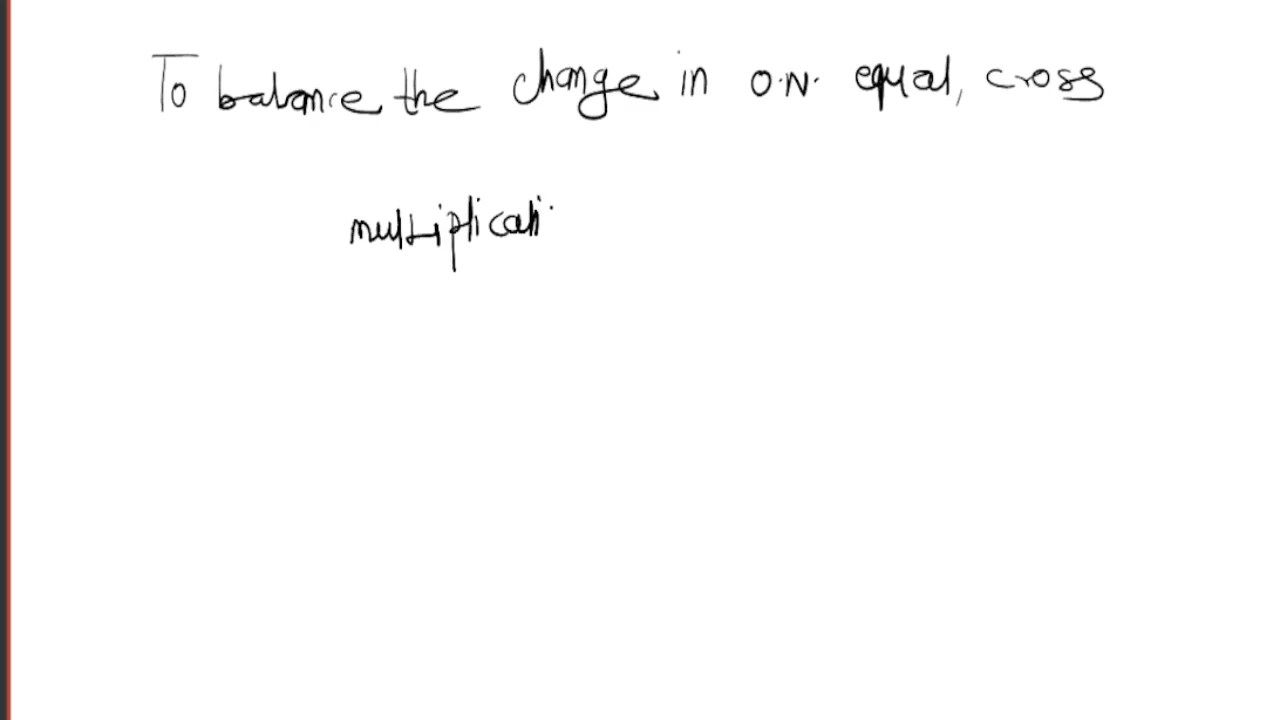 To balance the change in O.N. equal, cross
multiplicati